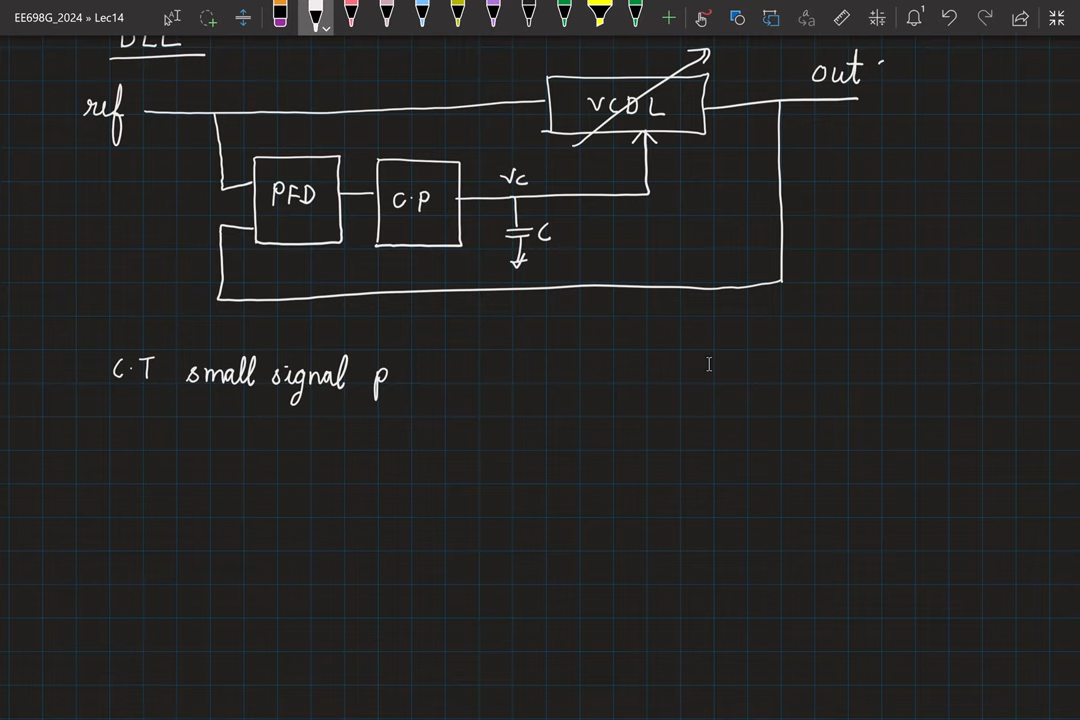 EE698G_2024 » Lec14
DLL
out
ref
VCDL
PFD
C.P
Vc
C
C.T small signal p